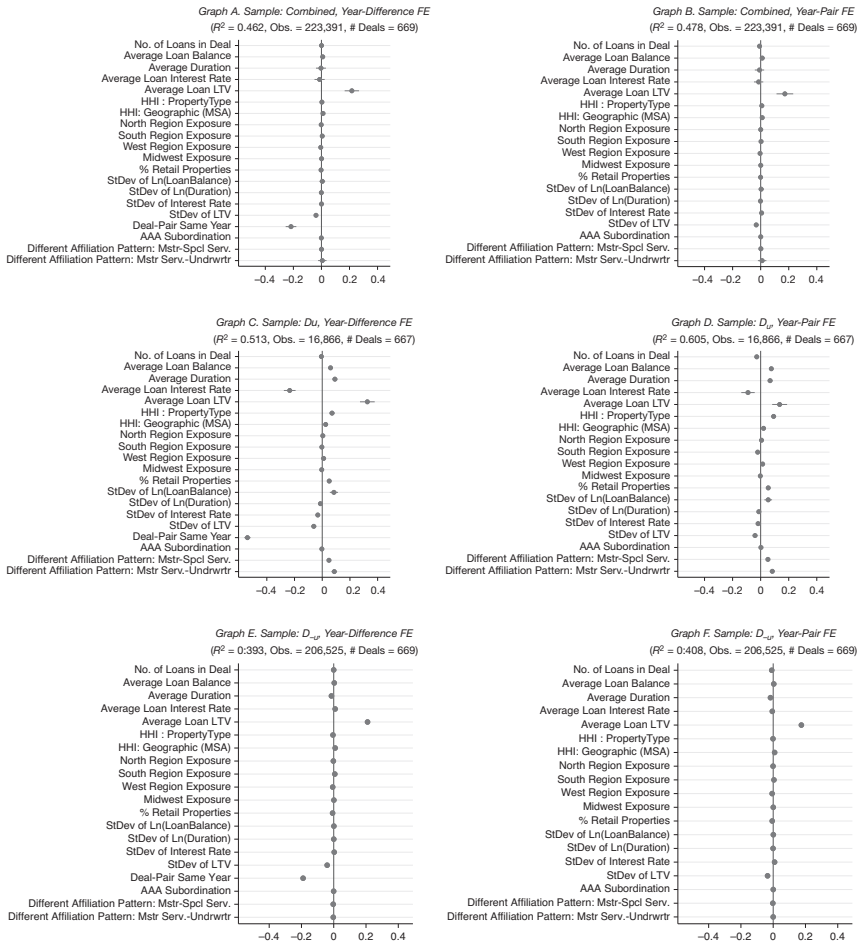 Graph A. Sample: Combined, Year-Difference FE
(R² = 0.462, Obs. = 223,391, # Deals = 669)
No. of Loans in Deal
Average Loan Balance
Average Duration
Average Loan Interest Rate
Average Loan LTV
HHI : PropertyType
HHI: Geographic (MSA)
North Region Exposure
South Region Exposure
West Region Exposure
Midwest Exposure
% Retail Properties
StDev of Ln(LoanBalance)
StDev of Ln(Duration)
StDev of Interest Rate
StDev of LTV
Deal-Pair Same Year
AAA Subordination
Different Affiliation Pattern: Mstr-Spcl Serv.
Different Affiliation Pattern: Mstr Serv.-Undrwrtr
−0.4 −0.2 0 0.2 0.4
Graph B. Sample: Combined, Year-Pair FE
(R² = 0.478, Obs. = 223,391, # Deals = 669)
No. of Loans in Deal
Average Loan Balance
Average Duration
Average Loan Interest Rate
Average Loan LTV
HHI : PropertyType
HHI: Geographic (MSA)
North Region Exposure
South Region Exposure
West Region Exposure
Midwest Exposure
% Retail Properties
StDev of Ln(LoanBalance)
StDev of Ln(Duration)
StDev of Interest Rate
StDev of LTV
AAA Subordination
Different Affiliation Pattern: Mstr-Spcl Serv.
Different Affiliation Pattern: Mstr Serv.-Undrwrtr
−0.4 −0.2 0 0.2 0.4
Graph C. Sample: Du, Year-Difference FE
(R² = 0.513, Obs. = 16,866, # Deals = 667)
No. of Loans in Deal
Average Loan Balance
Average Duration
Average Loan Interest Rate
Average Loan LTV
HHI : PropertyType
HHI: Geographic (MSA)
North Region Exposure
South Region Exposure
West Region Exposure
Midwest Exposure
% Retail Properties
StDev of Ln(LoanBalance)
StDev of Ln(Duration)
StDev of Interest Rate
StDev of LTV
Deal-Pair Same Year
AAA Subordination
Different Affiliation Pattern: Mstr-Spcl Serv.
Different Affiliation Pattern: Mstr Serv.-Undrwrtr
−0.4 −0.2 0 0.2 0.4
Graph D. Sample: Dᵤ, Year-Pair FE
(R² = 0.605, Obs. = 16,866, # Deals = 667)
No. of Loans in Deal
Average Loan Balance
Average Duration
Average Loan Interest Rate
Average Loan LTV
HHI : PropertyType
HHI: Geographic (MSA)
North Region Exposure
South Region Exposure
West Region Exposure
Midwest Exposure
% Retail Properties
StDev of Ln(LoanBalance)
StDev of Ln(Duration)
StDev of Interest Rate
StDev of LTV
AAA Subordination
Different Affiliation Pattern: Mstr-Spcl Serv.
Different Affiliation Pattern: Mstr Serv.-Undrwrtr
−0.4 −0.2 0 0.2 0.4
Graph E. Sample: D₋ᵤ, Year-Difference FE
(R² = 0:393, Obs. = 206,525, # Deals = 669)
No. of Loans in Deal
Average Loan Balance
Average Duration
Average Loan Interest Rate
Average Loan LTV
HHI : PropertyType
HHI: Geographic (MSA)
North Region Exposure
South Region Exposure
West Region Exposure
Midwest Exposure
% Retail Properties
StDev of Ln(LoanBalance)
StDev of Ln(Duration)
StDev of Interest Rate
StDev of LTV
Deal-Pair Same Year
AAA Subordination
Different Affiliation Pattern: Mstr-Spcl Serv.
Different Affiliation Pattern: Mstr Serv.-Undrwrtr
−0.4 −0.2 0 0.2 0.4
Graph F. Sample: D₋ᵤ, Year-Pair FE
(R² = 0:408, Obs. = 206,525, # Deals = 669)
No. of Loans in Deal
Average Loan Balance
Average Duration
Average Loan Interest Rate
Average Loan LTV
HHI : PropertyType
HHI: Geographic (MSA)
North Region Exposure
South Region Exposure
West Region Exposure
Midwest Exposure
% Retail Properties
StDev of Ln(LoanBalance)
StDev of Ln(Duration)
StDev of Interest Rate
StDev of LTV
AAA Subordination
Different Affiliation Pattern: Mstr-Spcl Serv.
Different Affiliation Pattern: Mstr Serv.-Undrwrtr
−0.4 −0.2 0 0.2 0.4